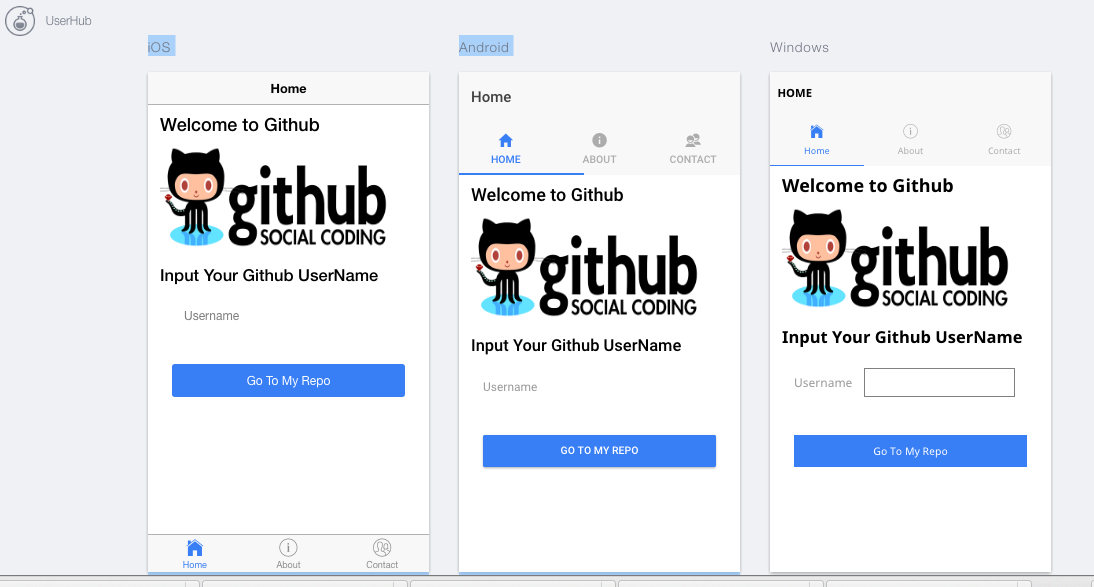 UserHub
iOS
Home
Welcome to Github
github
SOCIAL CODING
Input Your Github UserName
Username
Go To My Repo
Home About Contact
Android
Home
HOME ABOUT CONTACT
Welcome to Github
github
SOCIAL CODING
Input Your Github UserName
Username
GO TO MY REPO
Windows
HOME
Home About Contact
Welcome to Github
github
SOCIAL CODING
Input Your Github UserName
Username
Go To My Repo